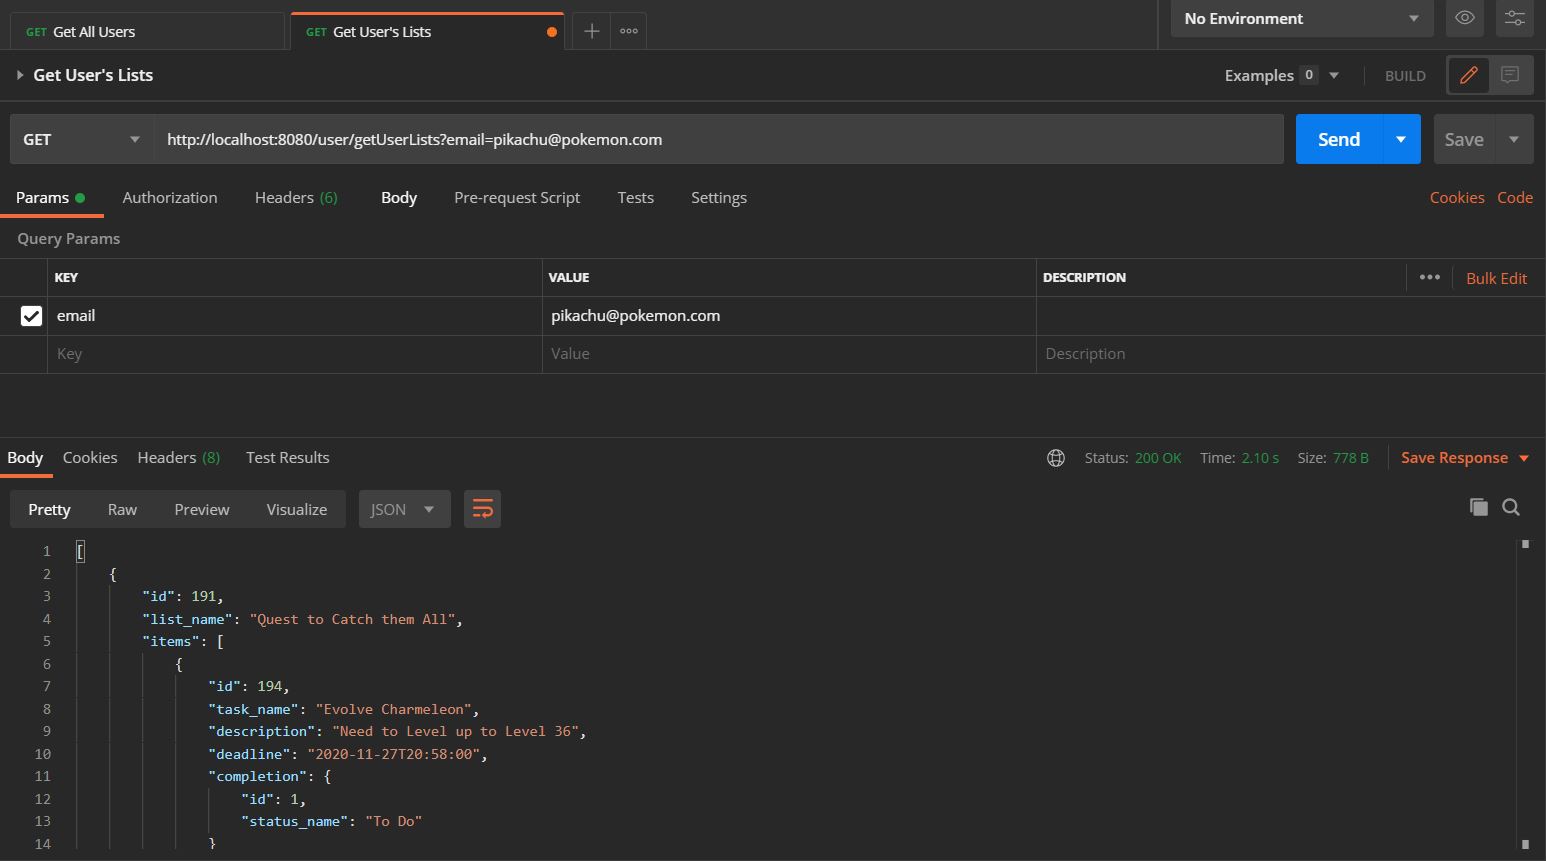 GET Get All Users GET Get User's Lists No Environment
Get User's Lists Examples 0 BUILD
GET http://localhost:8080/user/getUserLists?email=pikachu@pokemon.com Send Save
Params Authorization Headers (6) Body Pre-request Script Tests Settings Cookies Code
Query Params
KEY VALUE DESCRIPTION Bulk Edit
email pikachu@pokemon.com
Key Value Description
Body Cookies Headers (8) Test Results Status: 200 OK Time: 2.10 s Size: 778 B Save Response
Pretty Raw Preview Visualize JSON
1 [
2 {
3 "id": 191,
4 "list_name": "Quest to Catch them All",
5 "items": [
6 {
7 "id": 194,
8 "task_name": "Evolve Charmeleon",
9 "description": "Need to Level up to Level 36",
10 "deadline": "2020-11-27T20:58:00",
11 "completion": {
12 "id": 1,
13 "status_name": "To Do"
14 }